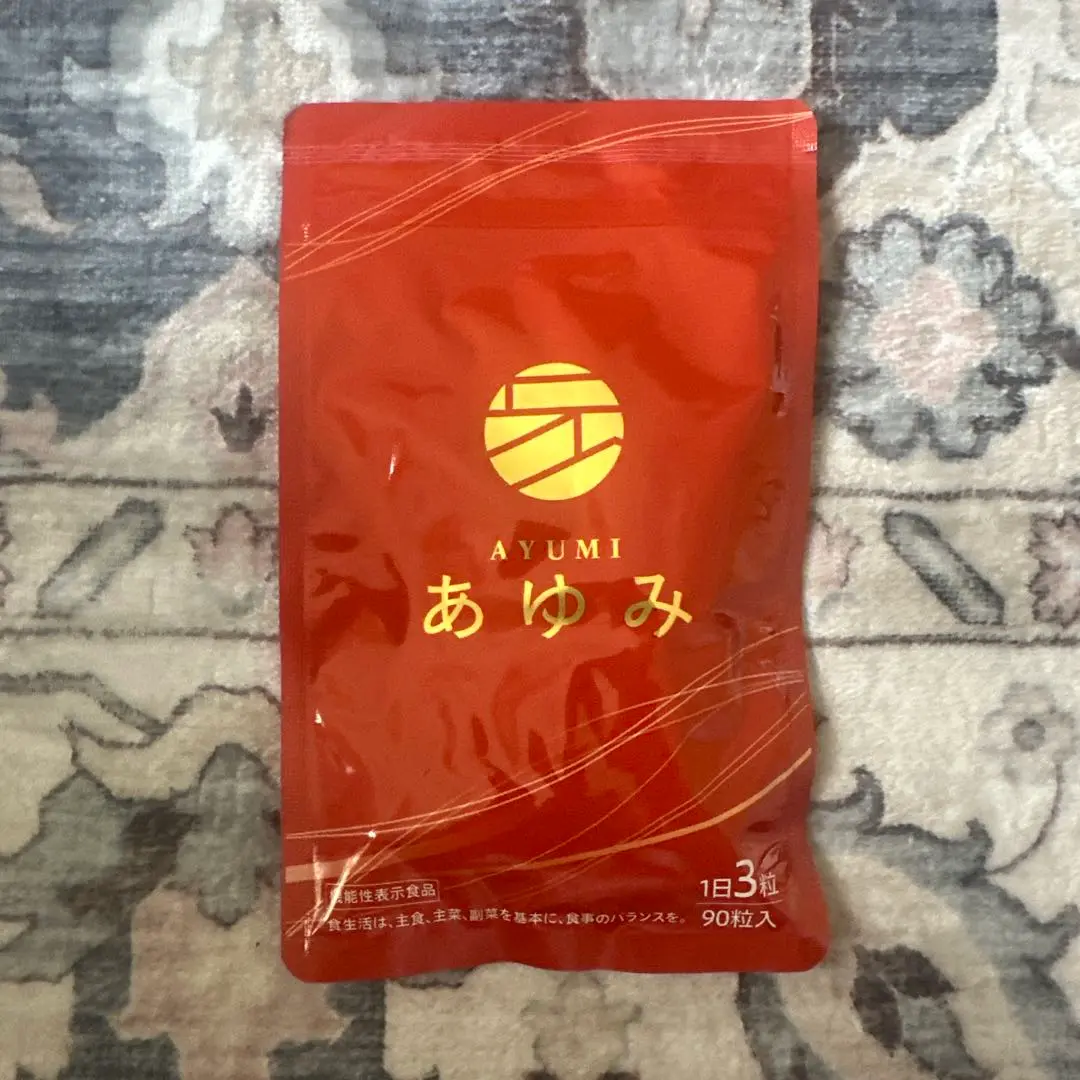 AYUMI
あゆみ
機能性表示食品
食生活は、主食、主菜、副菜を基本に、食事のバランスを。
1日3粒
90粒入